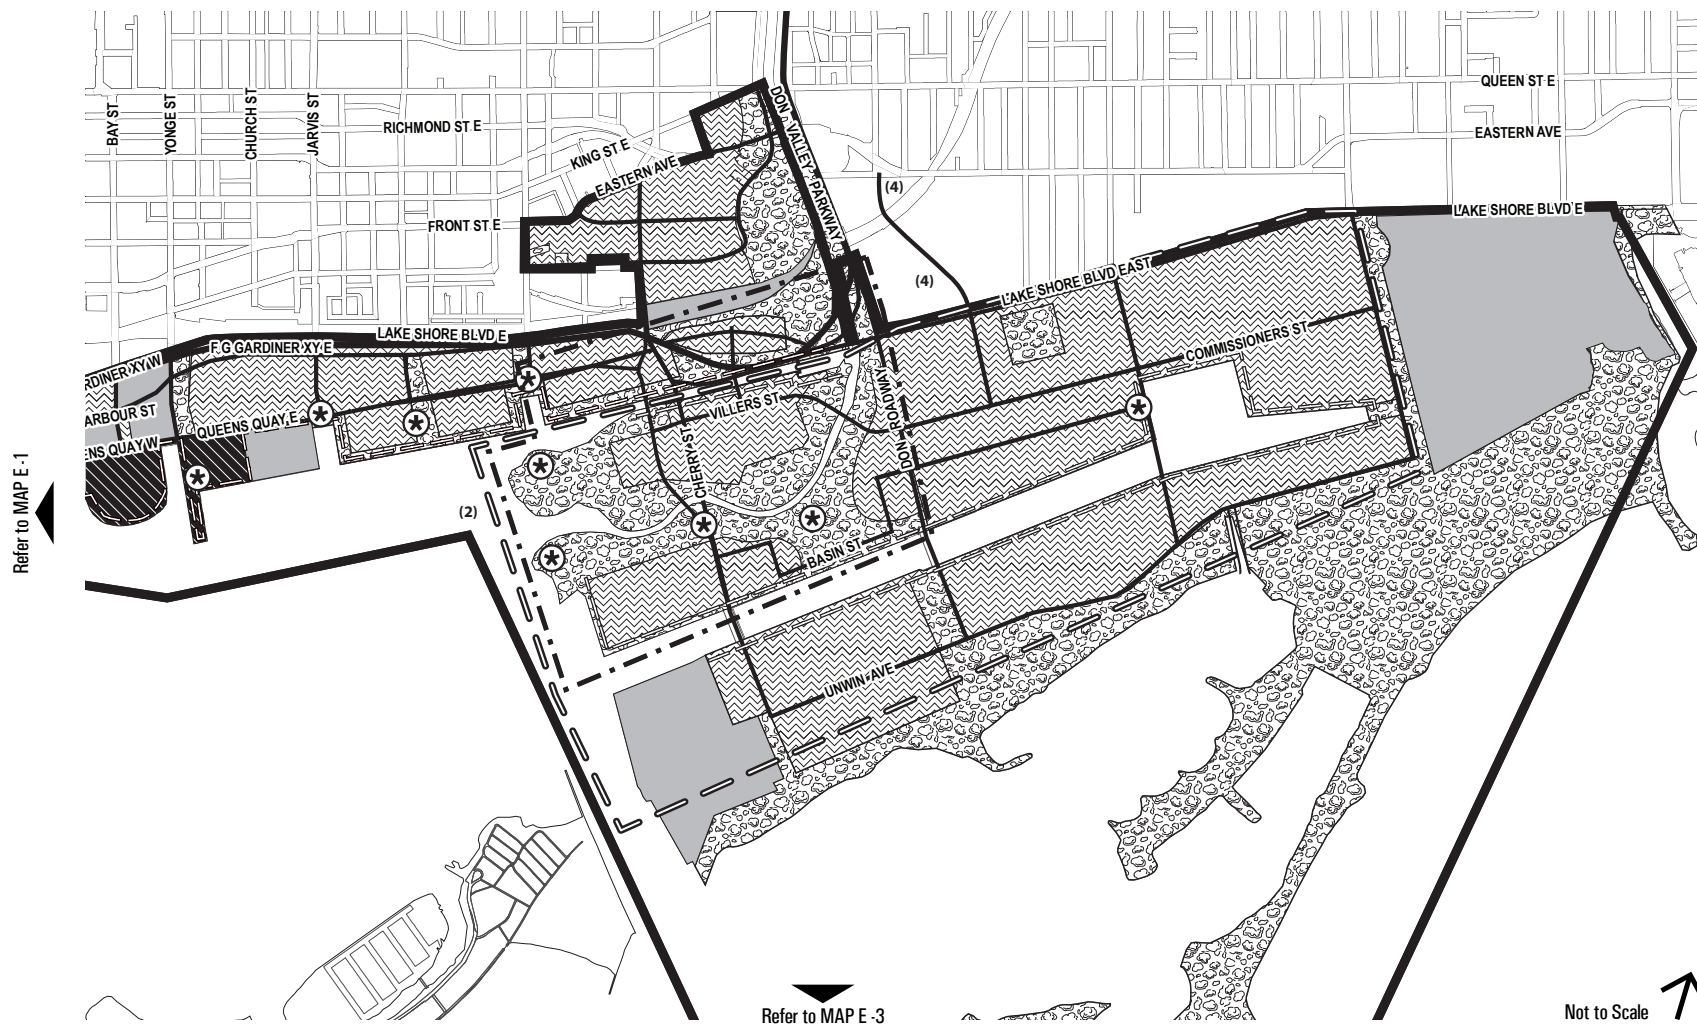 QUEEN ST E
BAY ST
YONGE ST
CHURCH ST
JARVIS ST
RICHMOND ST E
DON VALLEY PARKWAY
EASTERN AVE
KING ST E
EASTERN AVE
(4)
FRONT ST E
LAKE SHORE BLVD E
(4)
LAKE SHORE BLVD EAST
LAKE SHORE BLVD E
F.G GARDINER XY E
COMMISSIONERS ST
RDINER XY W
ARBOUR ST
QUEENS QUAY E
ENS QUAY W
VILLERS ST
DON ROADWAY
CHERRY ST
Refer to MAP E -1
(2)
BASIN ST
UNWIN AVE
Refer to MAP E -3
Not to Scale